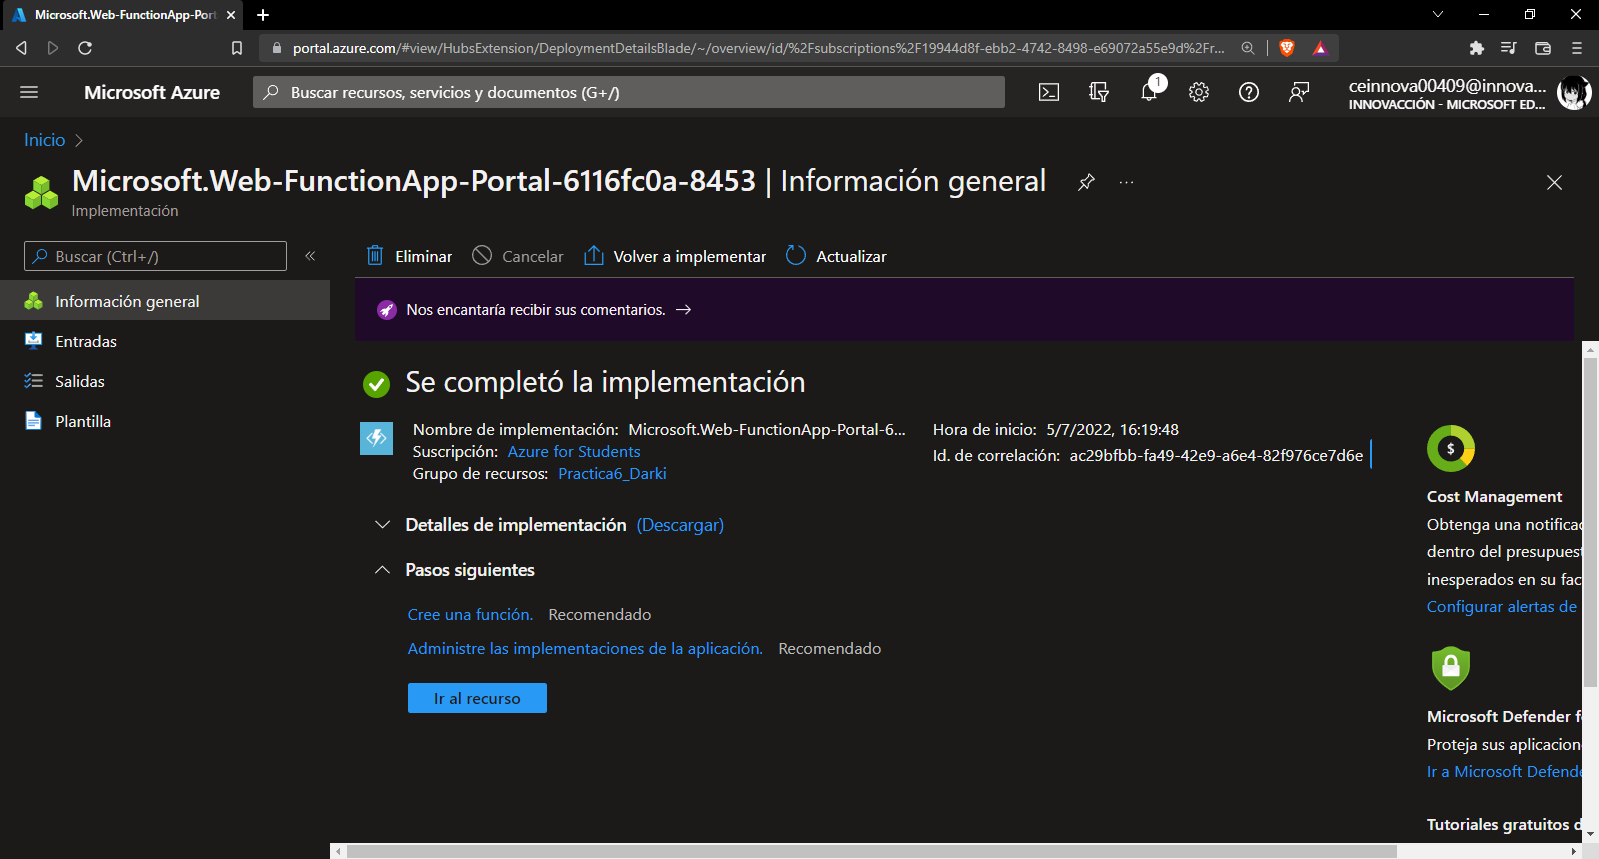 Microsoft.Web-FunctionApp-Port
portal.azure.com/#view/HubsExtension/DeploymentDetailsBlade/~/overview/id/%2Fsubscriptions%2F19944d8f-ebb2-4742-8498-e69072a55e9d%2Fr...
Microsoft Azure
Buscar recursos, servicios y documentos (G+/)
1
ceinnova00409@innova...
INNOVACCIÓN - MICROSOFT ED...
Inicio
Microsoft.Web-FunctionApp-Portal-6116fc0a-8453 | Información general
...
Implementación
Buscar (Ctrl+/)
«
Información general
Entradas
Salidas
Plantilla
Eliminar
Cancelar
Volver a implementar
Actualizar
Nos encantaría recibir sus comentarios. →
Se completó la implementación
Nombre de implementación: Microsoft.Web-FunctionApp-Portal-6...
Suscripción: Azure for Students
Grupo de recursos: Practica6_Darki
Hora de inicio: 5/7/2022, 16:19:48
Id. de correlación: ac29bfbb-fa49-42e9-a6e4-82f976ce7d6e
Detalles de implementación (Descargar)
Pasos siguientes
Cree una función. Recomendado
Administre las implementaciones de la aplicación. Recomendado
Ir al recurso
$
Cost Management
Obtenga una notificac
dentro del presupuest
inesperados en su fac
Configurar alertas de
Microsoft Defender f
Proteja sus aplicacion
Ir a Microsoft Defende
Tutoriales gratuitos d